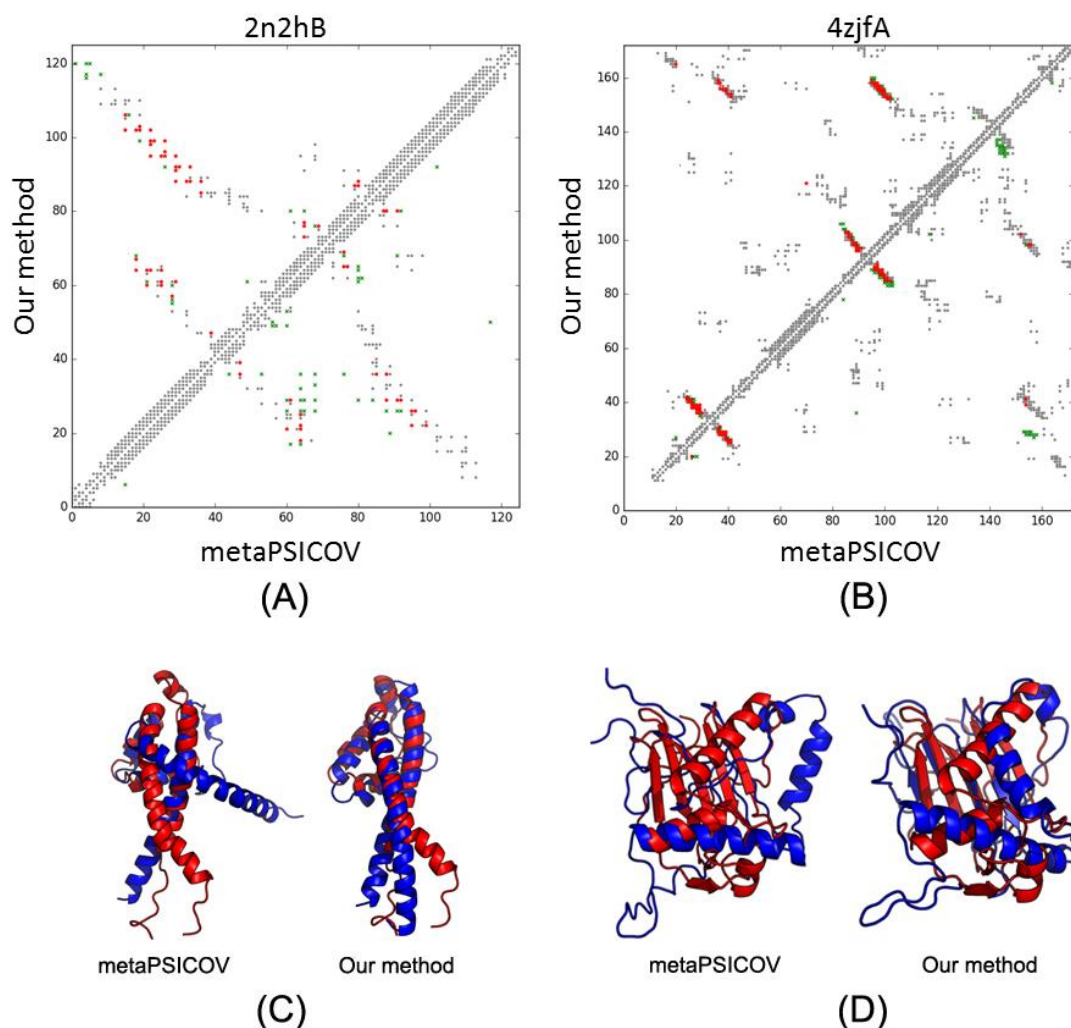 2n2hB
120
100
80
60
40
20
0
0 20 40 60 80 100 120
Our method
metaPSICOV
(A)
4zjfA
160
140
120
100
80
60
40
20
0
0 20 40 60 80 100 120 140 160
Our method
metaPSICOV
(B)
metaPSICOV Our method
(C)
metaPSICOV Our method
(D)